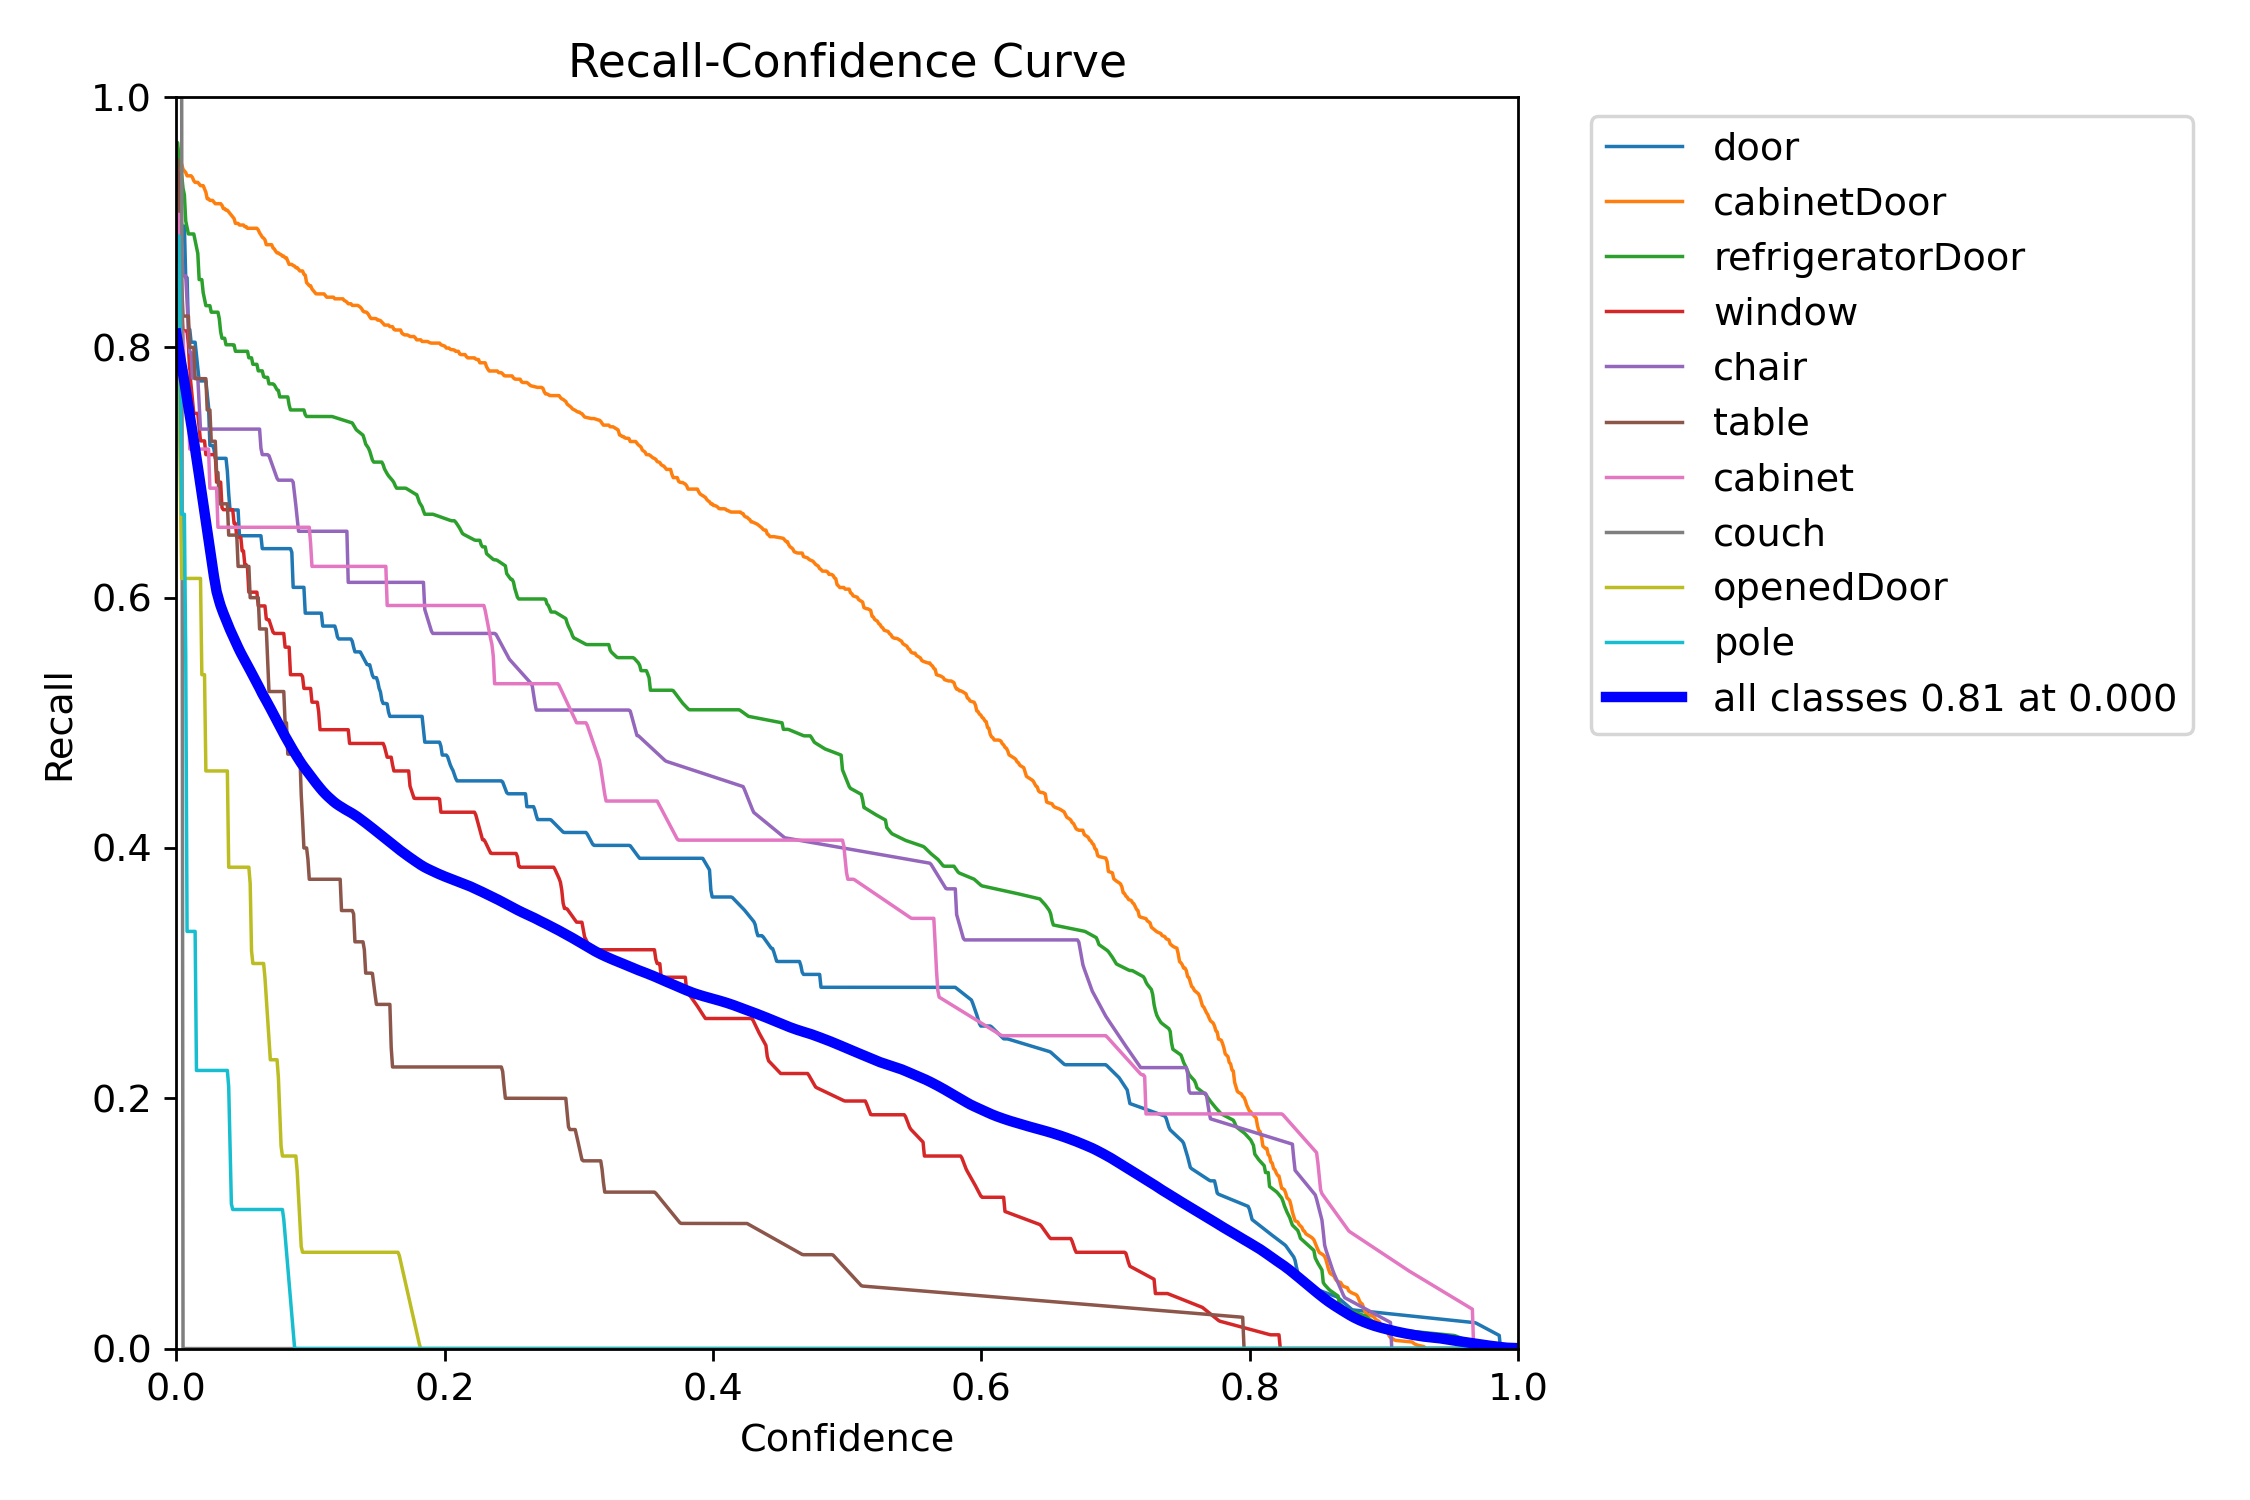 Recall-Confidence Curve
1.0
0.8
0.6
0.4
0.2
0.0
Recall
0.0 0.2 0.4 0.6 0.8 1.0
Confidence
door
cabinetDoor
refrigeratorDoor
window
chair
table
cabinet
couch
openedDoor
pole
all classes 0.81 at 0.000